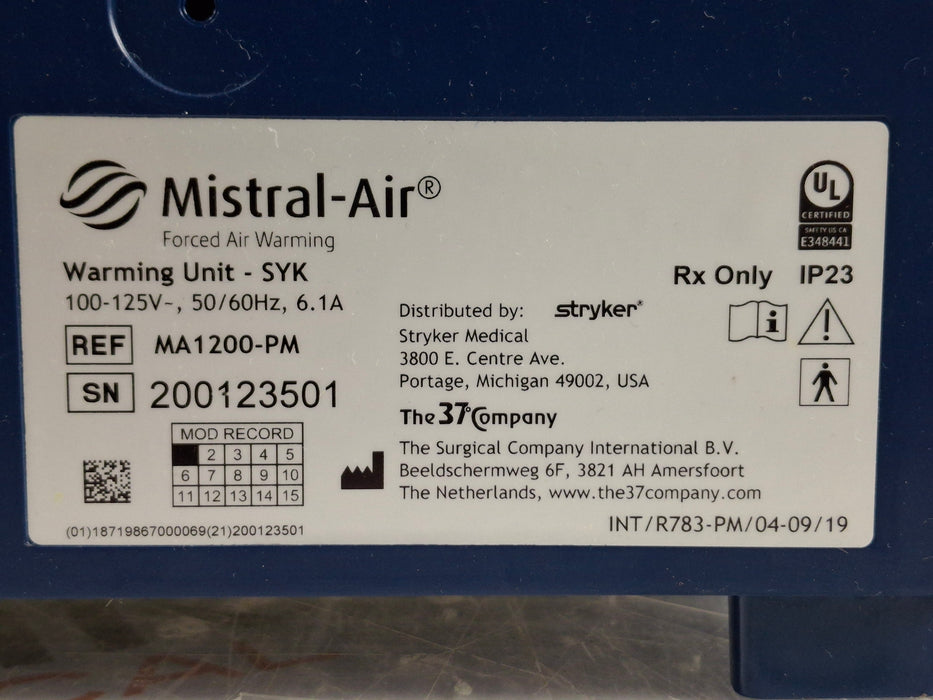 Mistral-Air®
Forced Air Warming
Warming Unit - SYK
100-125V~, 50/60Hz, 6.1A
REF MA1200-PM
SN 200123501
MOD RECORD
2 3 4 5
6 7 8 9 10
11 12 13 14 15
(01)18719867000069(21)200123501
Distributed by: stryker®
Stryker Medical
3800 E. Centre Ave.
Portage, Michigan 49002, USA
The 37° Company
The Surgical Company International B.V.
Beeldschermweg 6F, 3821 AH Amersfoort
The Netherlands, www.the37company.com
UL
CERTIFIED
SAFETY US CA
E348441
Rx Only IP23
i
INT/R783-PM/04-09/19